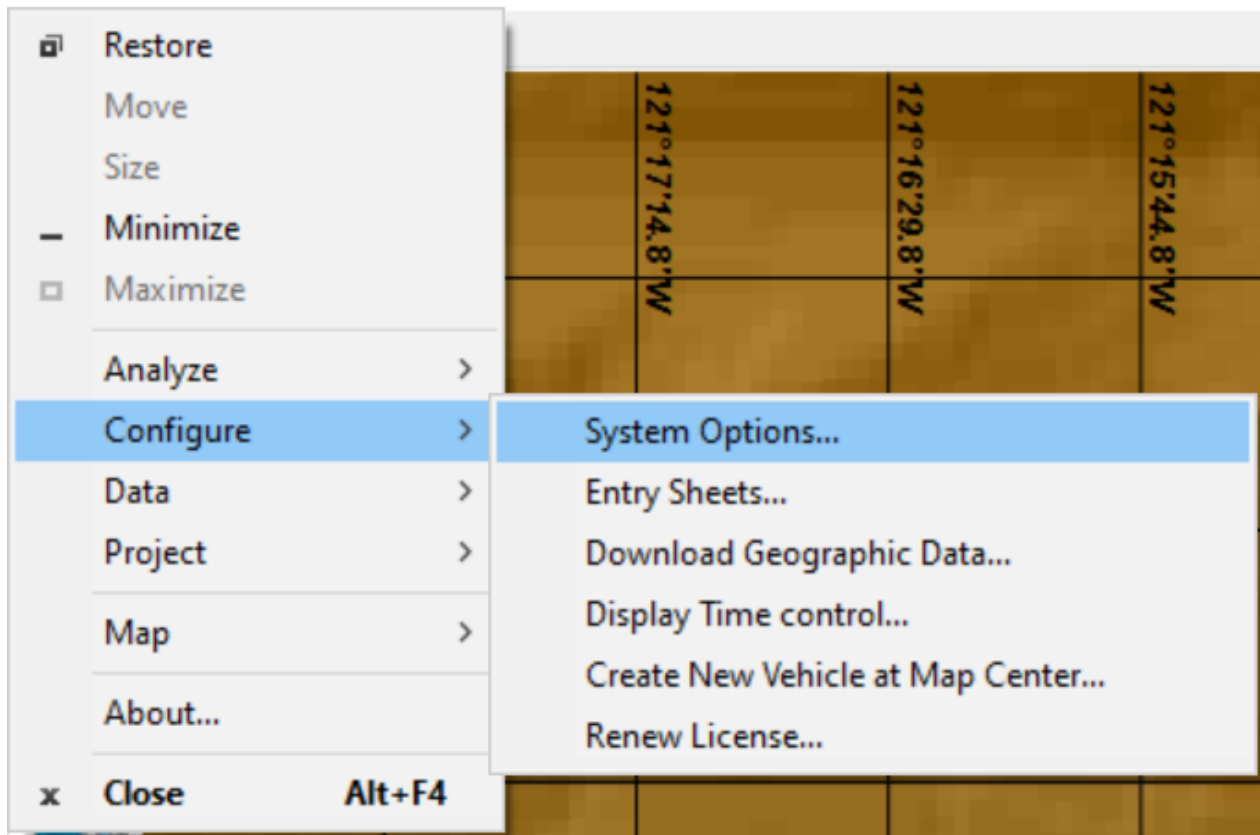 Restore
Move
Size
Minimize
Maximize
Analyze
Configure
Data
Project
Map
About...
Close Alt+F4
System Options...
Entry Sheets...
Download Geographic Data...
Display Time control...
Create New Vehicle at Map Center...
Renew License...
121°17'14.8'W
121°16'29.8'W
121°15'44.8'W